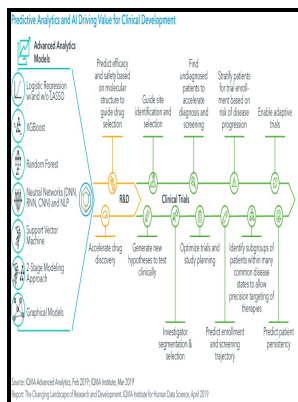 Predictive Analytics and AI Driving Value for Clinical Development
Advanced Analytics
Models
Logistic Regression
w/and w/o LASSO
XGBoost
Random Forest
Neutral Networks (DNN,
RNN, CNN) and NLP
Support Vector
Machine
2-Stage Modeling
Approach
Graphical Models
Predict efficacy
and safety based
on molecular
structure to
guide drug
selection
Guide site
identification and
selection
Find
undiagnosed
patients to
accelerate
diagnosis and
screening
Stratify patients
for trial enroll-
ment based on
risk of disease
progression
Enable adaptive
trials
R&D
Clinical Trials
Accelerate drug
discovery
Generate new
hypotheses to test
clinically
Optimize trials and
study planning
Identify subgroups of
patients within many
common disease
states to allow
precision targeting of
therapies
Investigator
segmentation &
selection
Predict enrollment
and screening
trajectory
Predict patient
persistency
Source: IQVIA Advanced Analytics, Feb 2019; IQVIA Institute, Mar 2019
Report: The Changing Landscape of Research and Development. IQVIA Institute for Human Data Science, April 2019